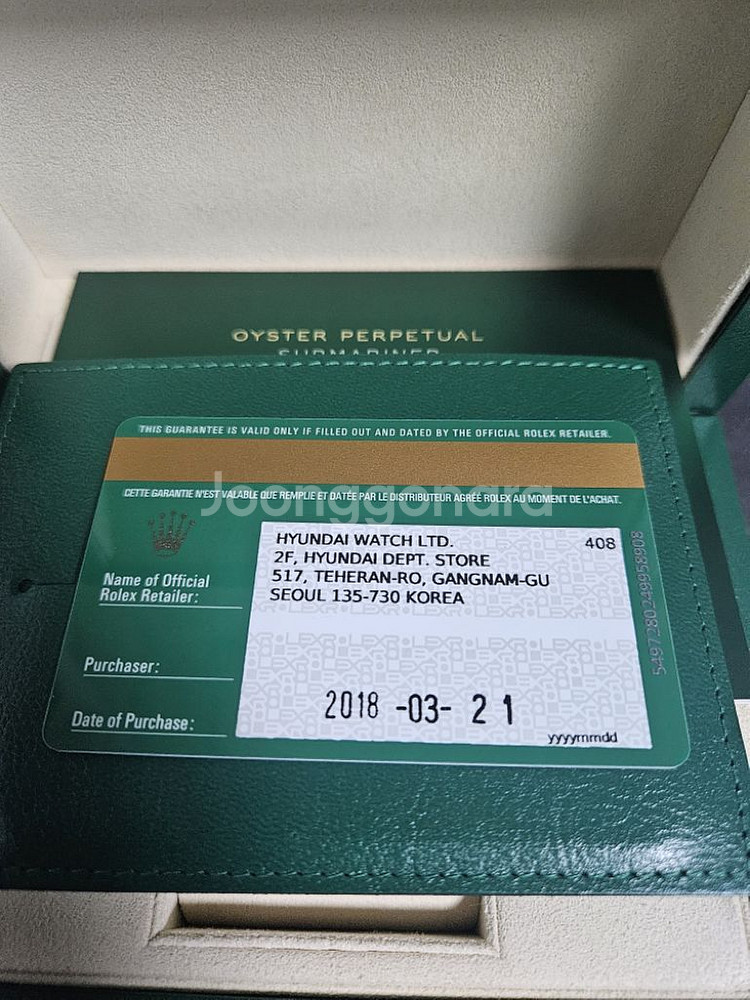 OYSTER PERPETUAL
SUBMARINER
THIS GUARANTEE IS VALID ONLY IF FILLED OUT AND DATED BY THE OFFICIAL ROLEX RETAILER.
Joonggonara
CETTE GARANTIE N'EST VALABLE QUE REMPLIE ET DATÉE PAR LE DISTRIBUTEUR AGRÉÉ ROLEX AU MOMENT DE L'ACHAT.
HYUNDAI WATCH LTD. 408
2F, HYUNDAI DEPT. STORE
517, TEHERAN-RO, GANGNAM-GU
SEOUL 135-730 KOREA
Name of Official
Rolex Retailer:
Purchaser:
Date of Purchase:
2018 -03- 21
yyyymmdd
5497280249958908